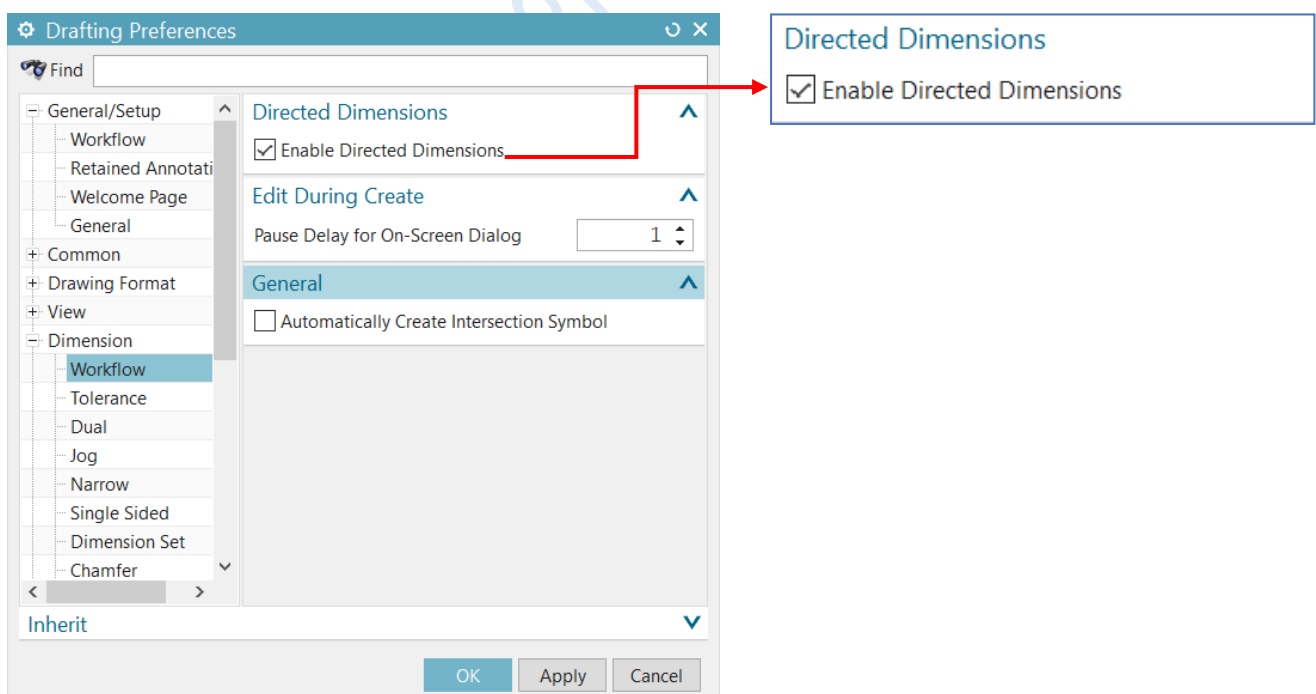 Drafting Preferences
Find
General/Setup
Workflow
Retained Annotati
Welcome Page
General
Common
Drawing Format
View
Dimension
Workflow
Tolerance
Dual
Jog
Narrow
Single Sided
Dimension Set
Chamfer
Directed Dimensions
Enable Directed Dimensions
Edit During Create
Pause Delay for On-Screen Dialog 1
General
Automatically Create Intersection Symbol
Inherit
OK Apply Cancel
Directed Dimensions
Enable Directed Dimensions